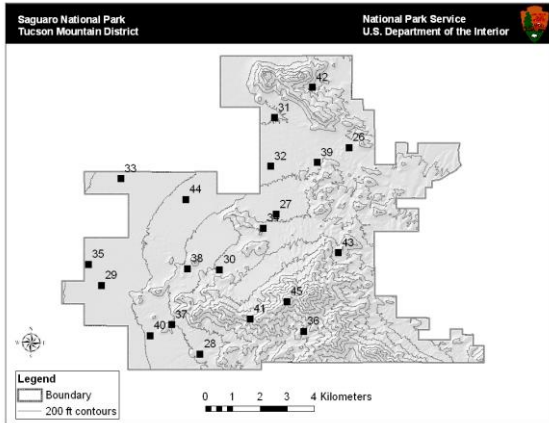 Saguaro National Park
Tucson Mountain District
National Park Service
U.S. Department of the Interior
42
31
26
39
32
33
44
27
34
43
35
38
30
29
45
41
37
36
40
28
Legend
Boundary
200 ft contours
0 0.5 1 2 3 4 Kilometers